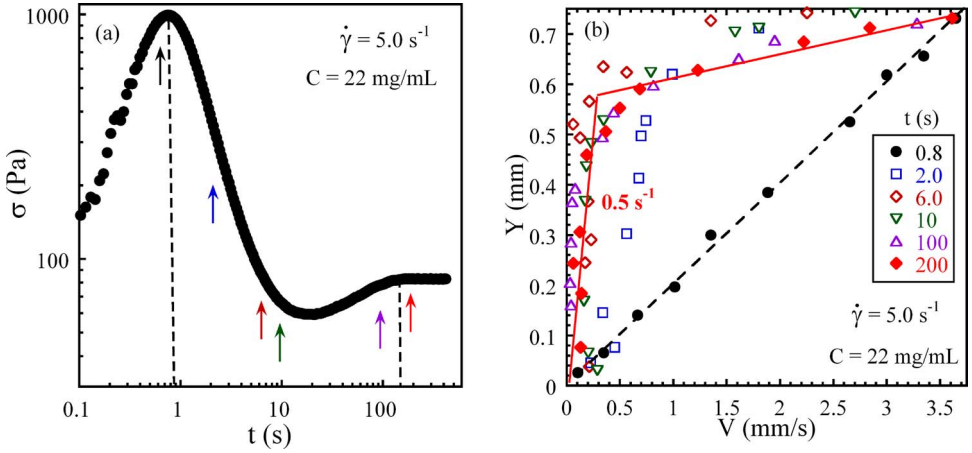 (a)
γ̇ = 5.0 s⁻¹
C = 22 mg/mL
1000
100
σ (Pa)
0.1 1 10 100
t (s)
(b)
0.7
0.6
0.5
0.4
0.3
0.2
0.1
0
Y (mm)
0.5 s⁻¹
t (s)
0.8
2.0
6.0
10
100
200
γ̇ = 5.0 s⁻¹
C = 22 mg/mL
0 0.5 1 1.5 2 2.5 3 3.5
V (mm/s)